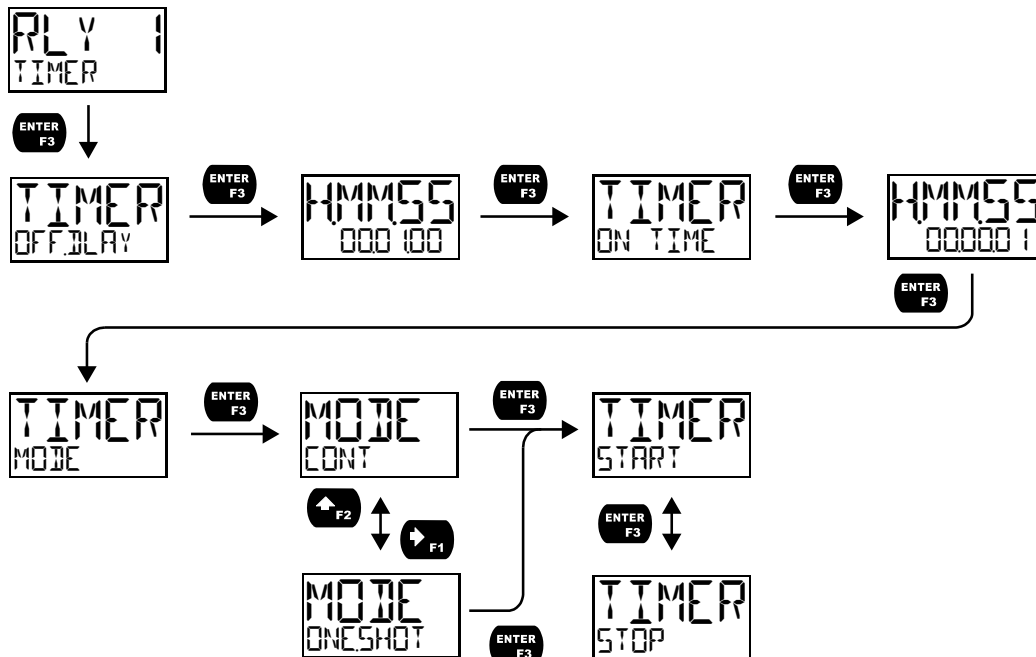 RLY 1
TIMER
ENTER
F3
TIMER
OFF.DLAY
ENTER
F3
H.MM.SS
000.1.00
ENTER
F3
TIMER
ON TIME
ENTER
F3
H.MM.SS
00.00.0 1
ENTER
F3
TIMER
MODE
ENTER
F3
MODE
CONT
ENTER
F3
TIMER
START
F2
F1
ENTER
F3
MODE
ONE.SHOT
ENTER
F3
TIMER
STOP